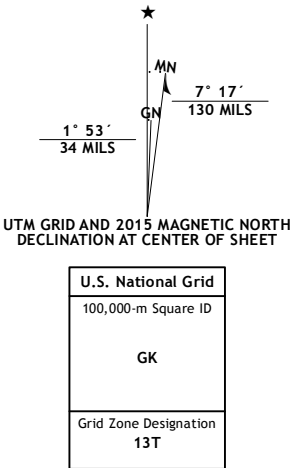 ★
MN
7° 17´
130 MILS
GN
1° 53´
34 MILS
UTM GRID AND 2015 MAGNETIC NORTH
DECLINATION AT CENTER OF SHEET
U.S. National Grid
100,000-m Square ID
GK
Grid Zone Designation
13T